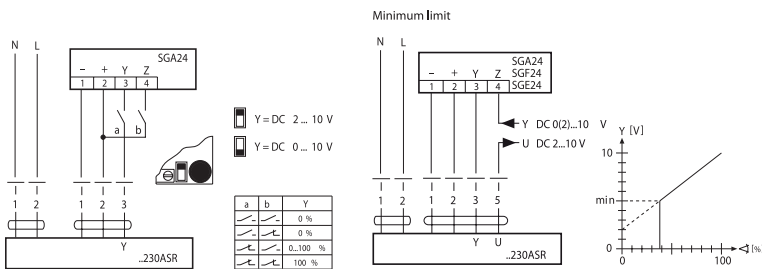 Minimum limit
N L
SGA24
– + Y Z
1 2 3 4
a b
Y = DC 2 ... 10 V
Y = DC 0 ... 10 V
1 2 1 2 3
Y
..230ASR
a b Y
0 %
0 %
0...100 %
100 %
N L
SGA24
SGF24
SGE24
– + Y Z
1 2 3 4
Y DC 0(2)...10 V
U DC 2...10 V
1 2 1 2 3 5
Y U
..230ASR
Y [V]
10
min
0
0 100
[%